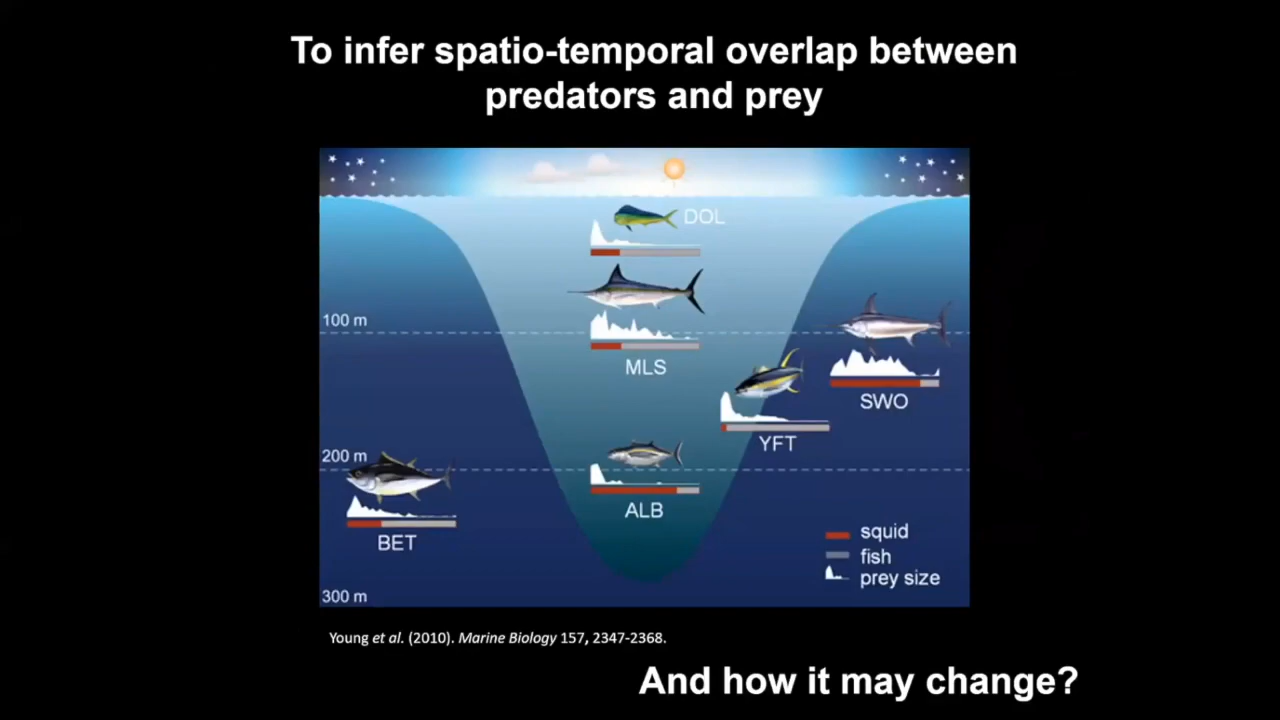 To infer spatio-temporal overlap between
predators and prey
DOL
100 m
MLS
SWO
YFT
200 m
ALB
BET
squid
fish
prey size
300 m
Young et al. (2010). Marine Biology 157, 2347-2368.
And how it may change?